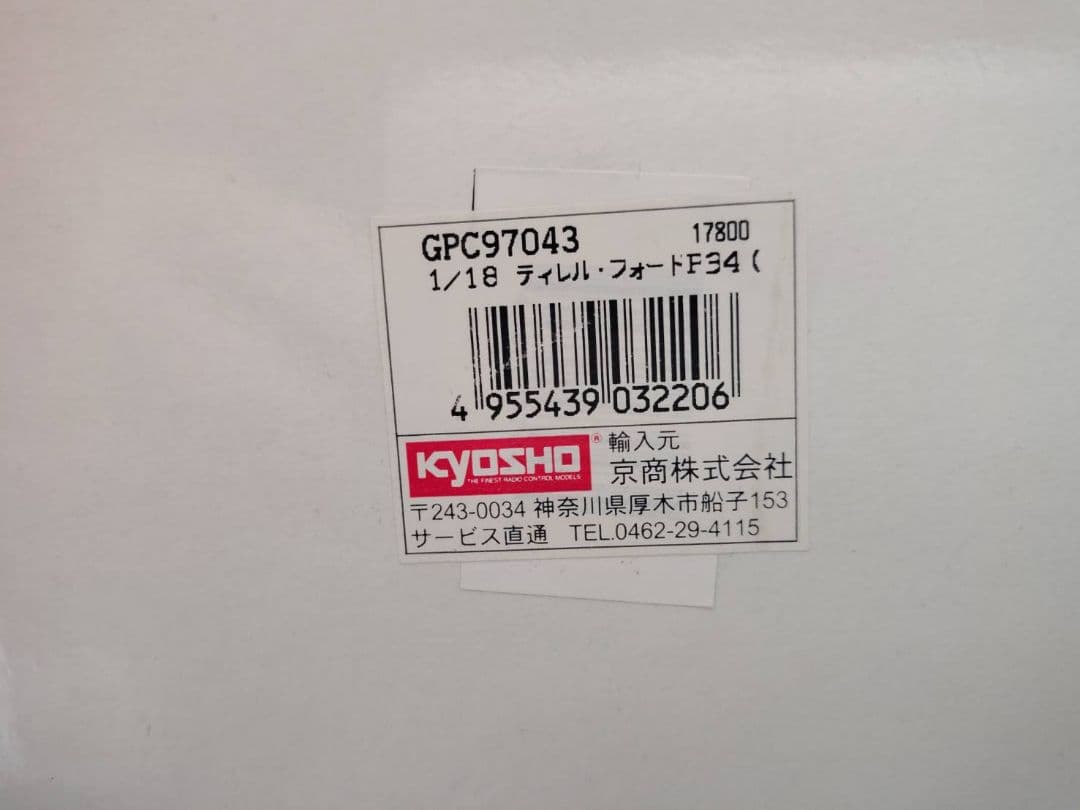 GPC97043 17800
1/18 ティレル・フォードP34 (
4 955439 032206
KYOSHO ® 輸入元
THE FINEST RADIO CONTROL MODELS
京商株式会社
〒243-0034 神奈川県厚木市船子153
サービス直通 TEL.0462-29-4115